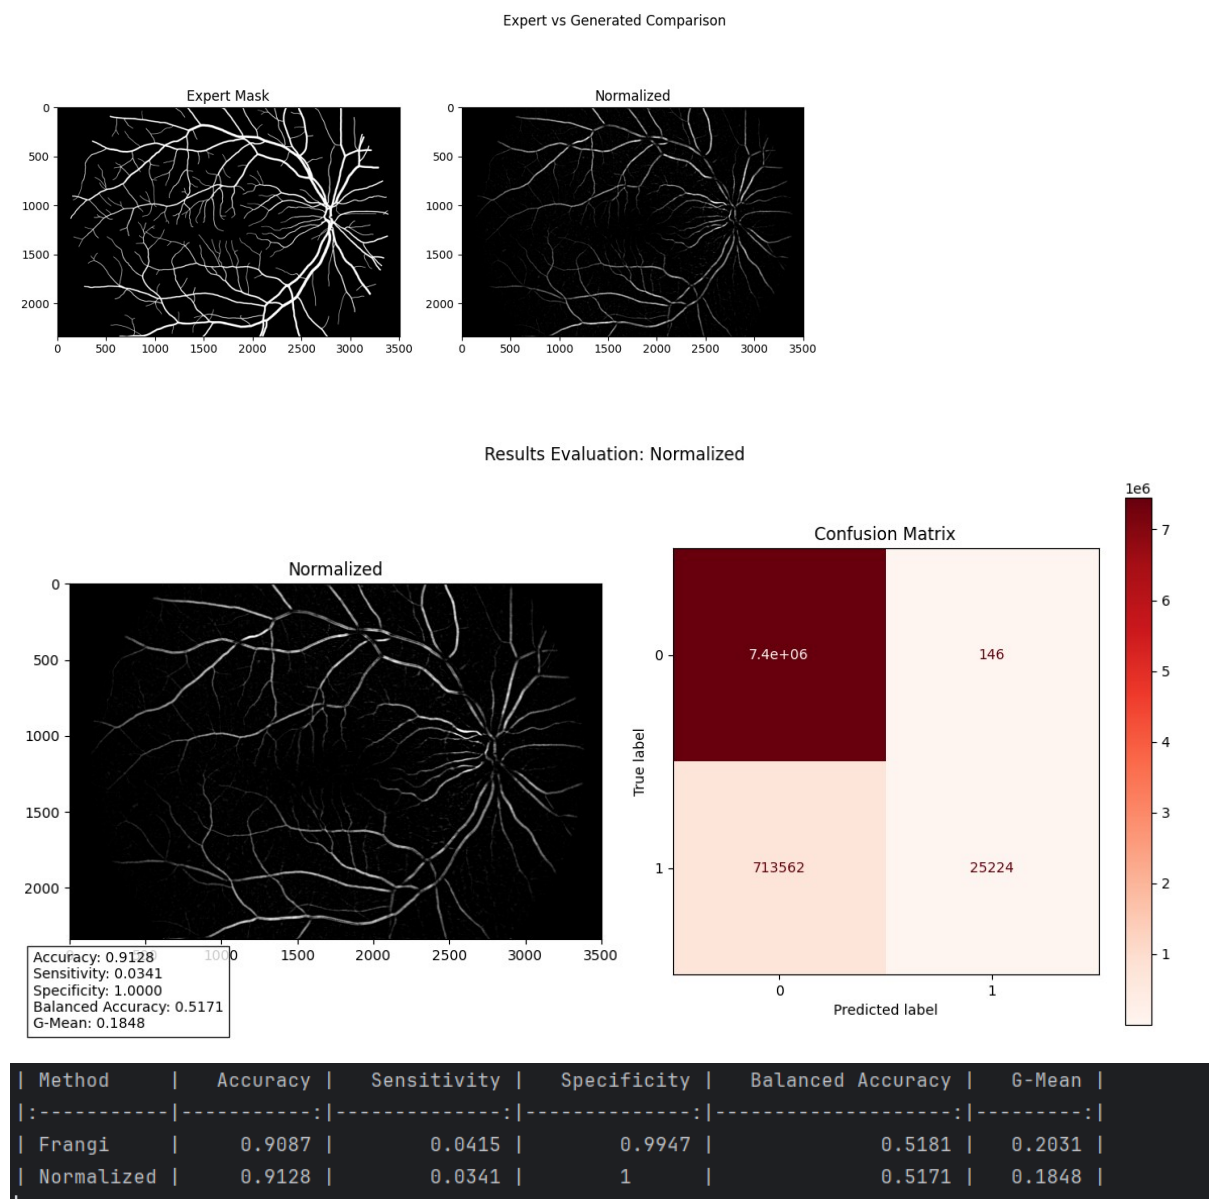 Expert vs Generated Comparison
Expert Mask
Normalized
0
500
1000
1500
2000
0 500 1000 1500 2000 2500 3000 3500
0
500
1000
1500
2000
0 500 1000 1500 2000 2500 3000 3500
Results Evaluation: Normalized
Normalized
0
500
1000
1500
2000
0 500 1000 1500 2000 2500 3000 3500
Accuracy: 0.9128
Sensitivity: 0.0341
Specificity: 1.0000
Balanced Accuracy: 0.5171
G-Mean: 0.1848
Confusion Matrix
True label
0
1
7.4e+06 146
713562 25224
0 1
Predicted label
1e6
7
6
5
4
3
2
1
| Method | Accuracy | Sensitivity | Specificity | Balanced Accuracy | G-Mean |
|:-----------|-----------:|--------------:|--------------:|--------------------:|---------:|
| Frangi | 0.9087 | 0.0415 | 0.9947 | 0.5181 | 0.2031 |
| Normalized | 0.9128 | 0.0341 | 1 | 0.5171 | 0.1848 |